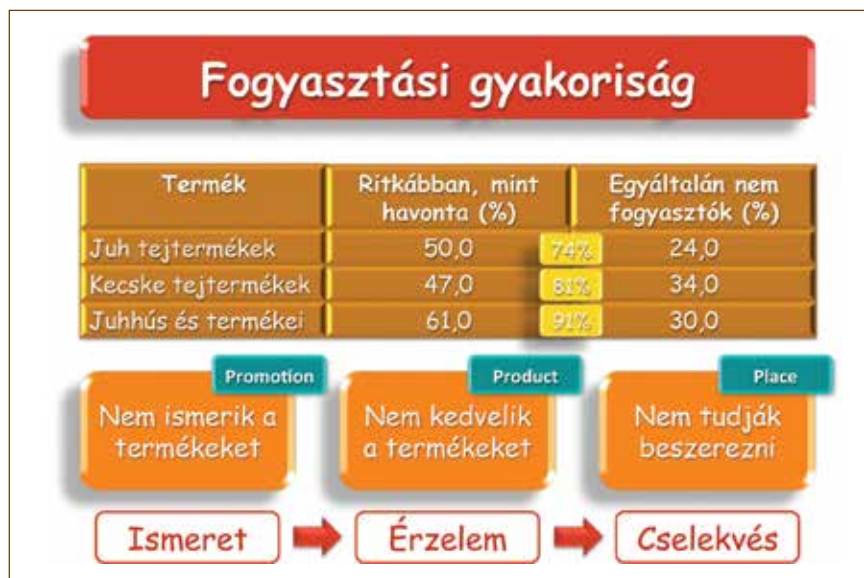 Fogyasztási gyakoriság
Termék
Ritkábban, mint
havonta (%)
Egyáltalán nem
fogyasztók (%)
Juh tejtermékek 50,0 74% 24,0
Kecske tejtermékek 47,0 81% 34,0
Juhhús és termékei 61,0 91% 30,0
Promotion
Nem ismerik a
termékeket
Product
Nem kedvelik
a termékeket
Place
Nem tudják
beszerezni
Ismeret
Érzelem
Cselekvés